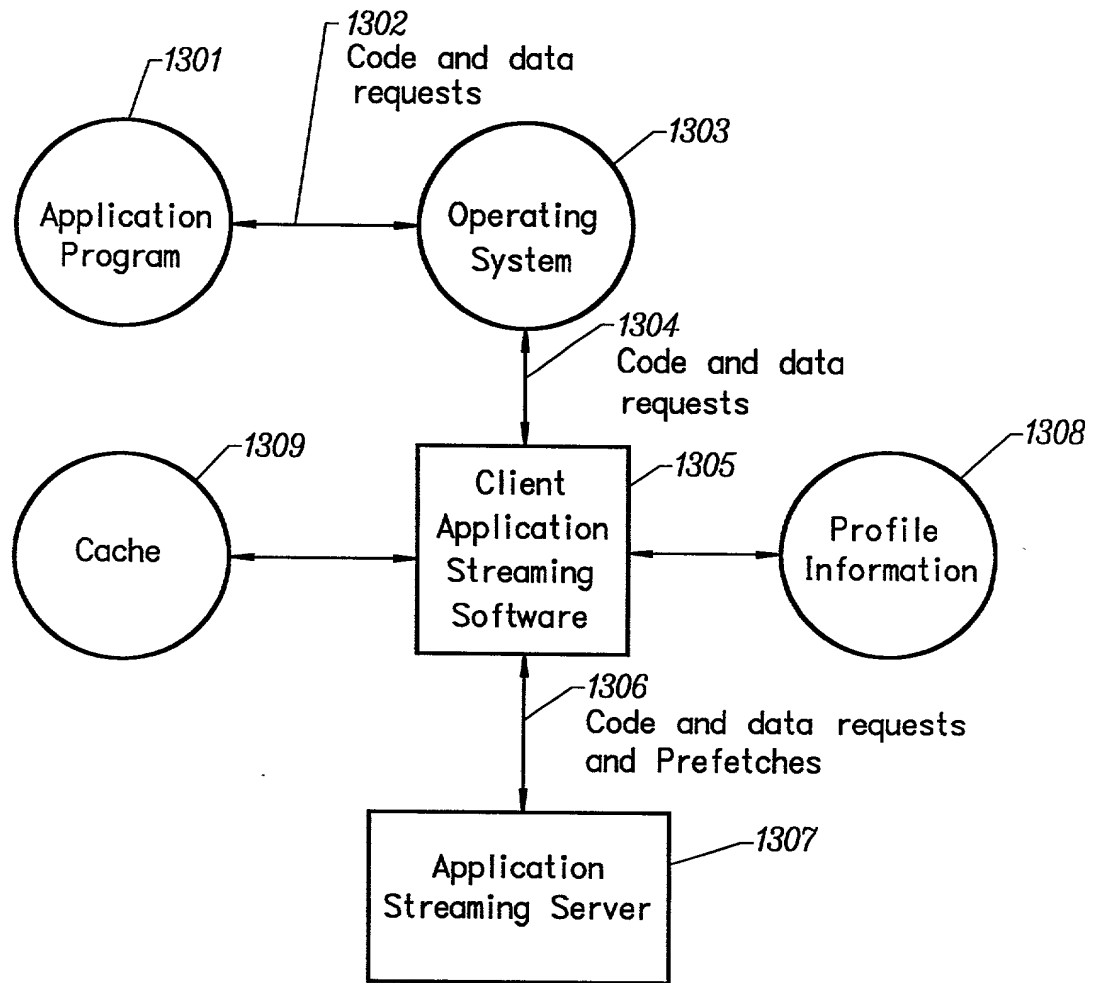 1302
Code and data
requests
1301
1303
Application
Program
Operating
System
1304
Code and data
requests
1309
1305
1308
Cache
Client
Application
Streaming
Software
Profile
Information
1306
Code and data requests
and Prefetches
1307
Application
Streaming Server